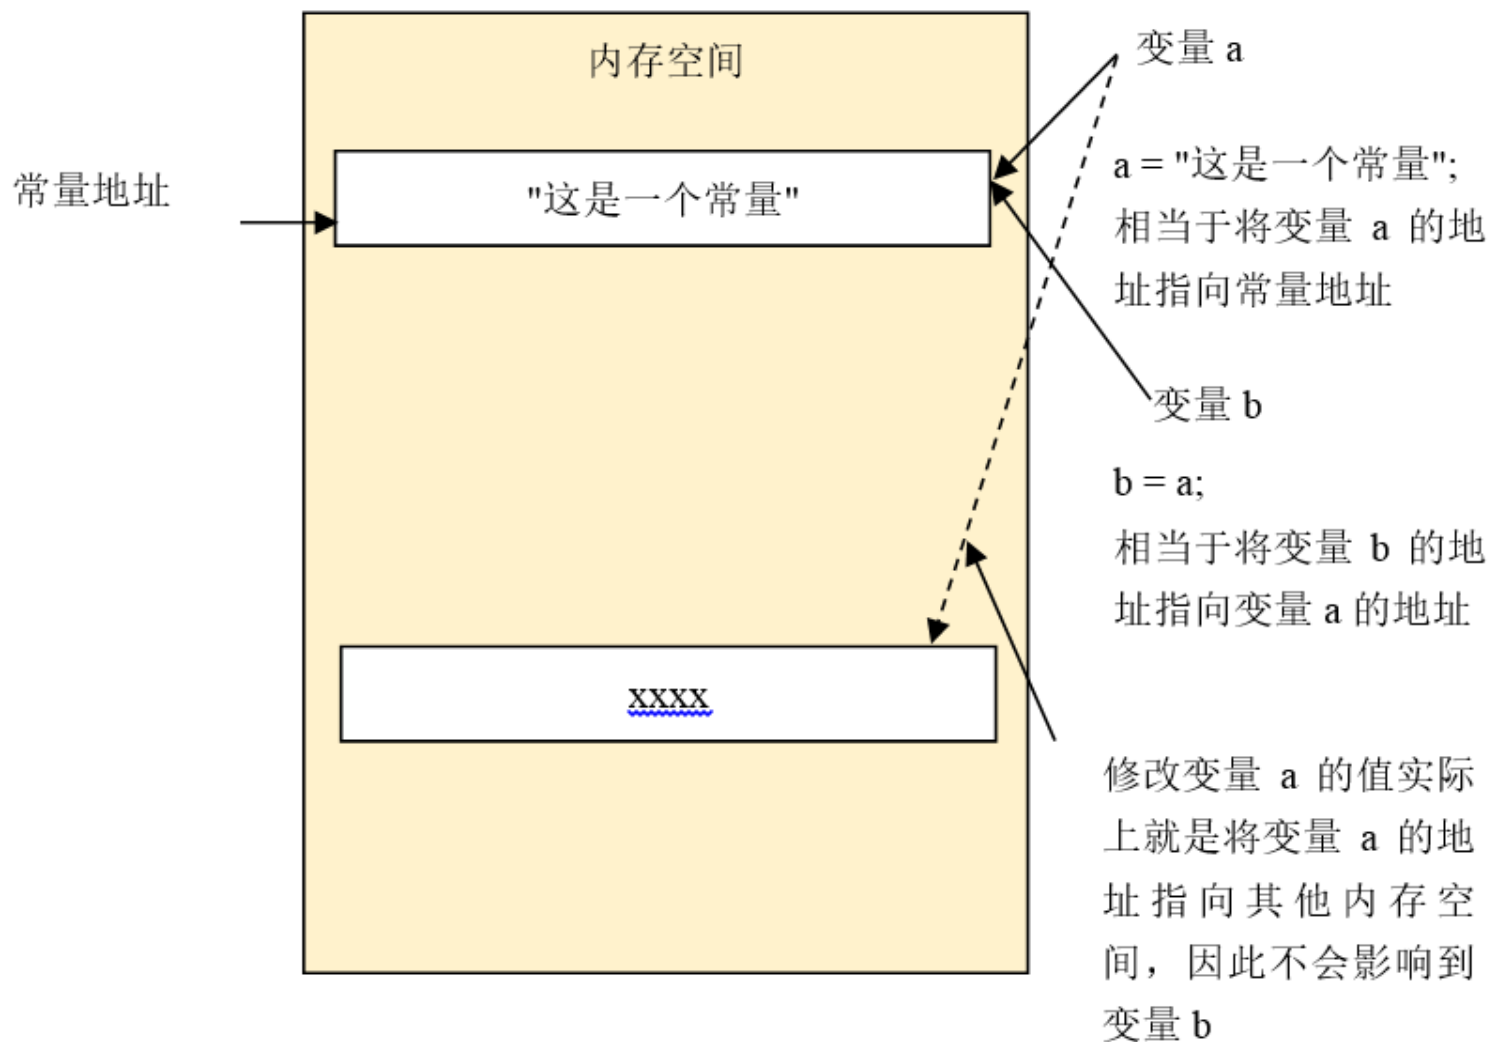 内存空间
常量地址
"这是一个常量"
xxxx
变量 a
a = "这是一个常量";
相当于将变量 a 的地
址指向常量地址
变量 b
b = a;
相当于将变量 b 的地
址指向变量 a 的地址
修改变量 a 的值实际
上就是将变量 a 的地
址指向其他内存空
间，因此不会影响到
变量 b